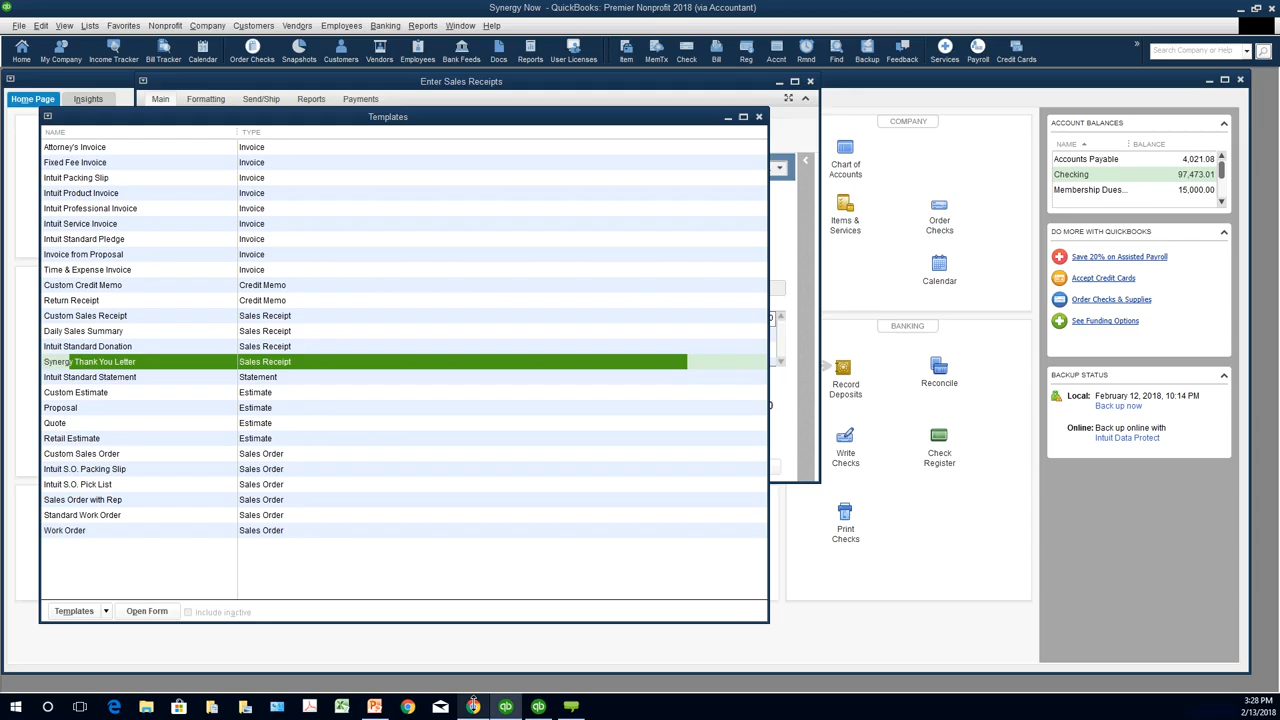 Synergy Now - QuickBooks: Premier Nonprofit 2018 (via Accountant)
File Edit View Lists Favorites Nonprofit Company Customers Vendors Employees Banking Reports Window Help
Home My Company Income Tracker Bill Tracker Calendar Order Checks Snapshots Customers Vendors Employees Bank Feeds Docs Reports User Licenses Item MemTx Check Bill Reg Accnt Rmnd Find Backup Feedback Services Payroll Credit Cards
Search Company or Help
Enter Sales Receipts
Home Page Insights
Main Formatting Send/Ship Reports Payments
Templates
NAME TYPE
Attorney's Invoice Invoice
Fixed Fee Invoice Invoice
Intuit Packing Slip Invoice
Intuit Product Invoice Invoice
Intuit Professional Invoice Invoice
Intuit Service Invoice Invoice
Intuit Standard Pledge Invoice
Invoice from Proposal Invoice
Time & Expense Invoice Invoice
Custom Credit Memo Credit Memo
Return Receipt Credit Memo
Custom Sales Receipt Sales Receipt
Daily Sales Summary Sales Receipt
Intuit Standard Donation Sales Receipt
Synergy Thank You Letter Sales Receipt
Intuit Standard Statement Statement
Custom Estimate Estimate
Proposal Estimate
Quote Estimate
Retail Estimate Estimate
Custom Sales Order Sales Order
Intuit S.O. Packing Slip Sales Order
Intuit S.O. Pick List Sales Order
Sales Order with Rep Sales Order
Standard Work Order Sales Order
Work Order Sales Order
Templates Open Form Include inactive
COMPANY
Chart of
Accounts
Items &
Services
Order
Checks
Calendar
BANKING
Record
Deposits
Reconcile
Write
Checks
Check
Register
Print
Checks
ACCOUNT BALANCES
NAME BALANCE
Accounts Payable 4,021.08
Checking 97,473.01
Membership Dues... 15,000.00
DO MORE WITH QUICKBOOKS
Save 20% on Assisted Payroll
Accept Credit Cards
Order Checks & Supplies
See Funding Options
BACKUP STATUS
Local: February 12, 2018, 10:14 PM
Back up now
Online: Back up online with
Intuit Data Protect
3:28 PM
2/13/2018